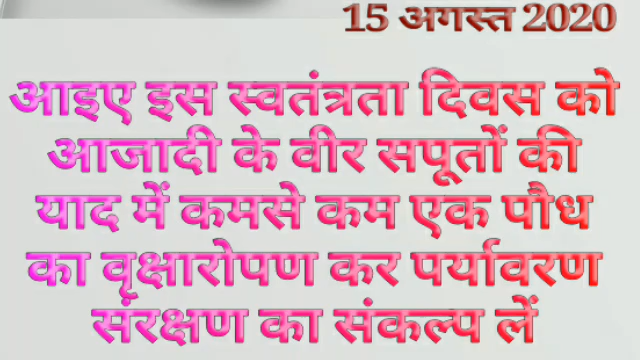 15 अगस्त 2020
आइए इस स्वतंत्रता दिवस को
आजादी के वीर सपूतों की
याद में कमसे कम एक पौध
का वृक्षारोपण कर पर्यावरण
संरक्षण का संकल्प लें